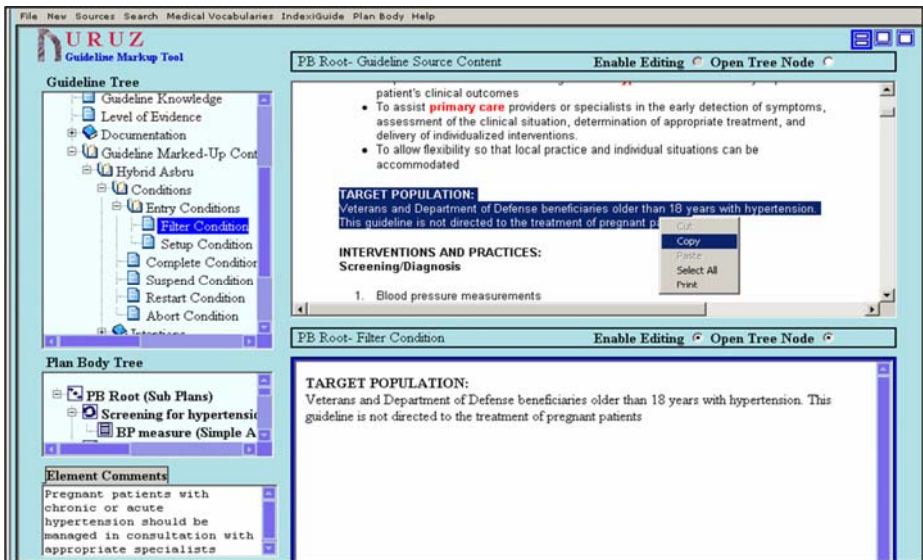 File New Sources Search Medical Vocabularies IndexiGuide Plan Body Help
URUZ
Guideline Markup Tool
Guideline Tree
Guideline Knowledge
Level of Evidence
Documentation
Guideline Marked-Up Cont
Hybrid Asbru
Conditions
Entry Conditions
Filter Condition
Setup Condition
Complete Condition
Suspend Condition
Restart Condition
Abort Condition
Intentions
Plan Body Tree
PB Root (Sub Plans)
Screening for hypertensio
BP measure (Simple A
Element Comments
Pregnant patients with
chronic or acute
hypertension should be
managed in consultation with
appropriate specialists
PB Root- Guideline Source Content Enable Editing Open Tree Node
patient's clinical outcomes
• To assist primary care providers or specialists in the early detection of symptoms,
assessment of the clinical situation, determination of appropriate treatment, and
delivery of individualized interventions.
• To allow flexibility so that local practice and individual situations can be
accommodated
TARGET POPULATION:
Veterans and Department of Defense beneficiaries older than 18 years with hypertension.
This guideline is not directed to the treatment of pregnant pa
Cut
Copy
Paste
Select All
Print
INTERVENTIONS AND PRACTICES:
Screening/Diagnosis
1. Blood pressure measurements
PB Root- Filter Condition Enable Editing Open Tree Node
TARGET POPULATION:
Veterans and Department of Defense beneficiaries older than 18 years with hypertension. This
guideline is not directed to the treatment of pregnant patients